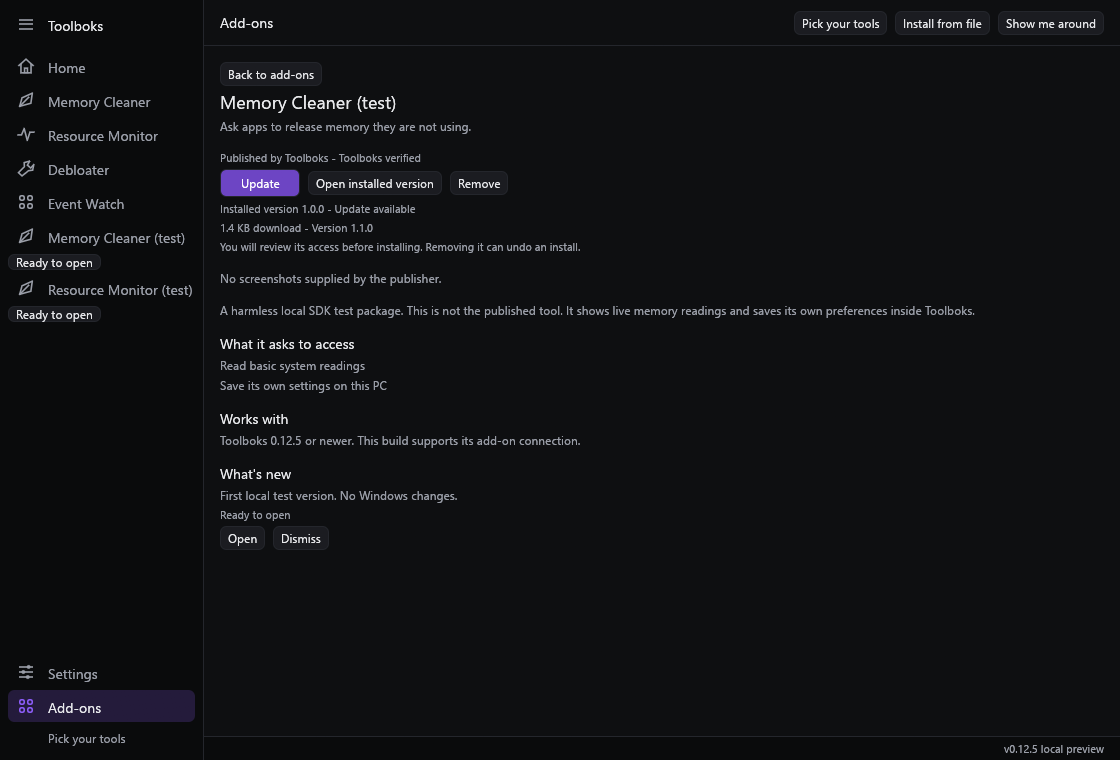 Toolboks
Home
Memory Cleaner
Resource Monitor
Debloater
Event Watch
Memory Cleaner (test)
Ready to open
Resource Monitor (test)
Ready to open
Settings
Add-ons
Pick your tools
Add-ons
Pick your tools
Install from file
Show me around
Back to add-ons
Memory Cleaner (test)
Ask apps to release memory they are not using.
Published by Toolboks - Toolboks verified
Update
Open installed version
Remove
Installed version 1.0.0 - Update available
1.4 KB download - Version 1.1.0
You will review its access before installing. Removing it can undo an install.
No screenshots supplied by the publisher.
A harmless local SDK test package. This is not the published tool. It shows live memory readings and saves its own preferences inside Toolboks.
What it asks to access
Read basic system readings
Save its own settings on this PC
Works with
Toolboks 0.12.5 or newer. This build supports its add-on connection.
What's new
First local test version. No Windows changes.
Ready to open
Open
Dismiss
v0.12.5 local preview